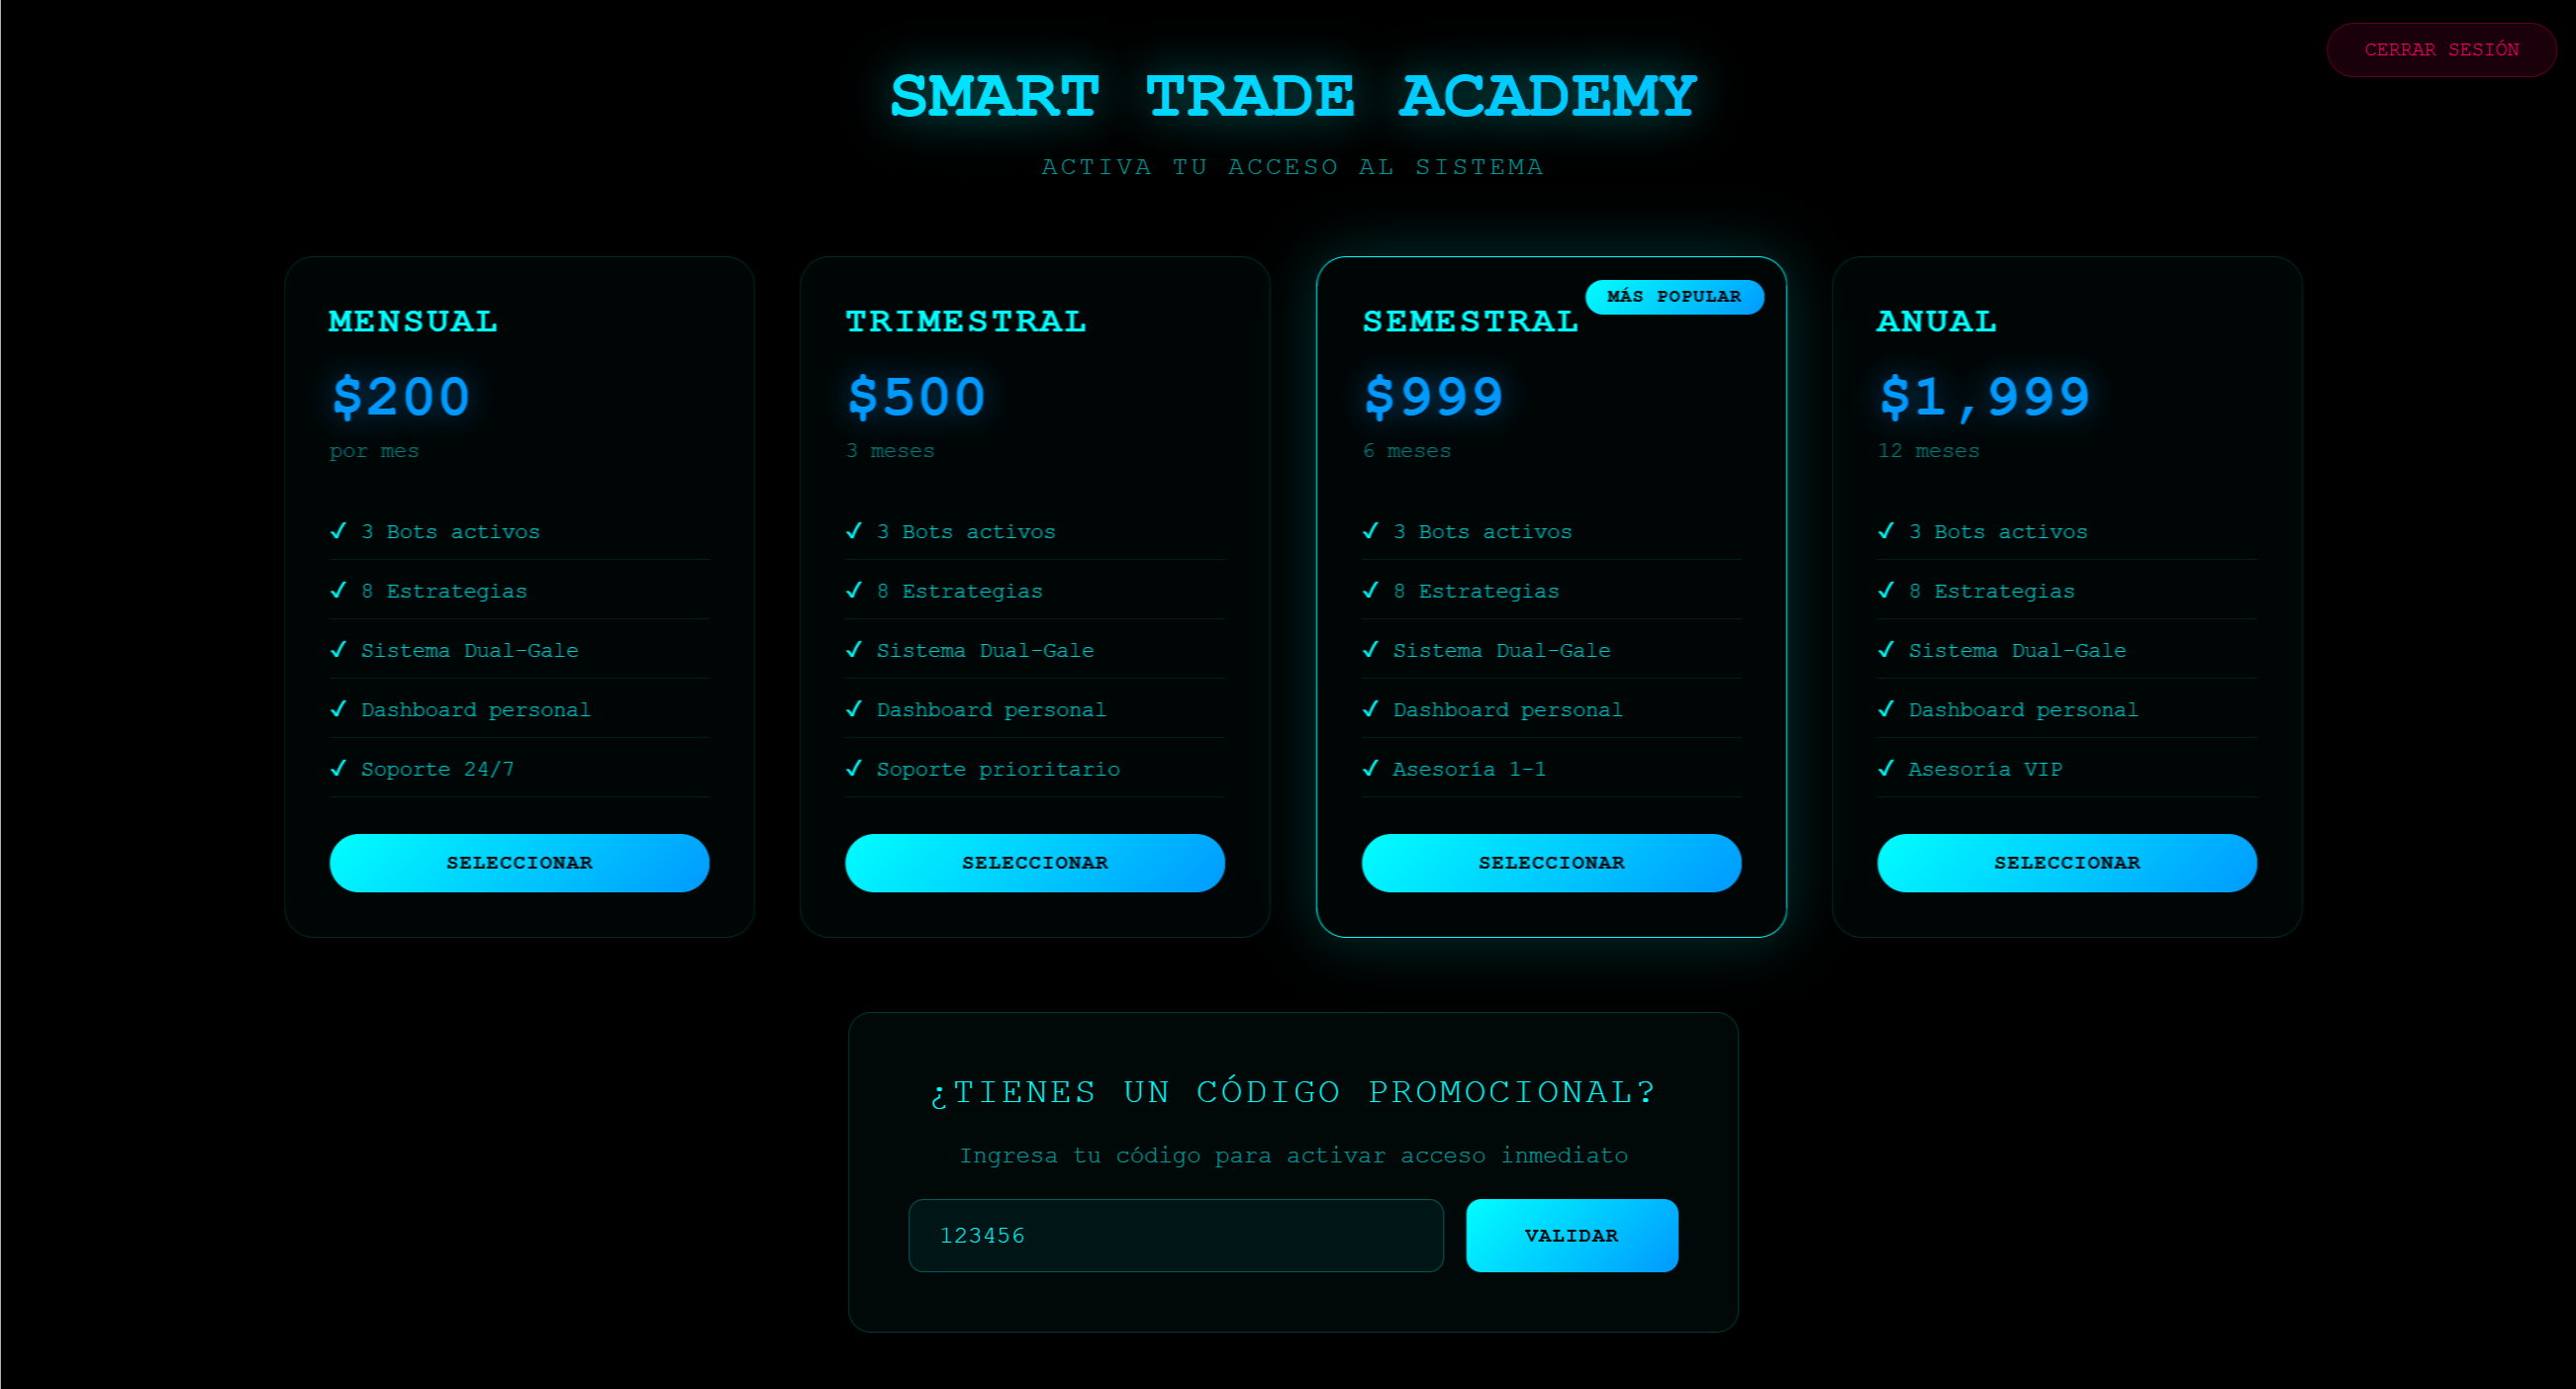 CERRAR SESIÓN
SMART TRADE ACADEMY
ACTIVA TU ACCESO AL SISTEMA
MENSUAL
$200
por mes
✓ 3 Bots activos
✓ 8 Estrategias
✓ Sistema Dual-Gale
✓ Dashboard personal
✓ Soporte 24/7
SELECCIONAR
TRIMESTRAL
$500
3 meses
✓ 3 Bots activos
✓ 8 Estrategias
✓ Sistema Dual-Gale
✓ Dashboard personal
✓ Soporte prioritario
SELECCIONAR
MÁS POPULAR
SEMESTRAL
$999
6 meses
✓ 3 Bots activos
✓ 8 Estrategias
✓ Sistema Dual-Gale
✓ Dashboard personal
✓ Asesoría 1-1
SELECCIONAR
ANUAL
$1,999
12 meses
✓ 3 Bots activos
✓ 8 Estrategias
✓ Sistema Dual-Gale
✓ Dashboard personal
✓ Asesoría VIP
SELECCIONAR
¿TIENES UN CÓDIGO PROMOCIONAL?
Ingresa tu código para activar acceso inmediato
123456
VALIDAR